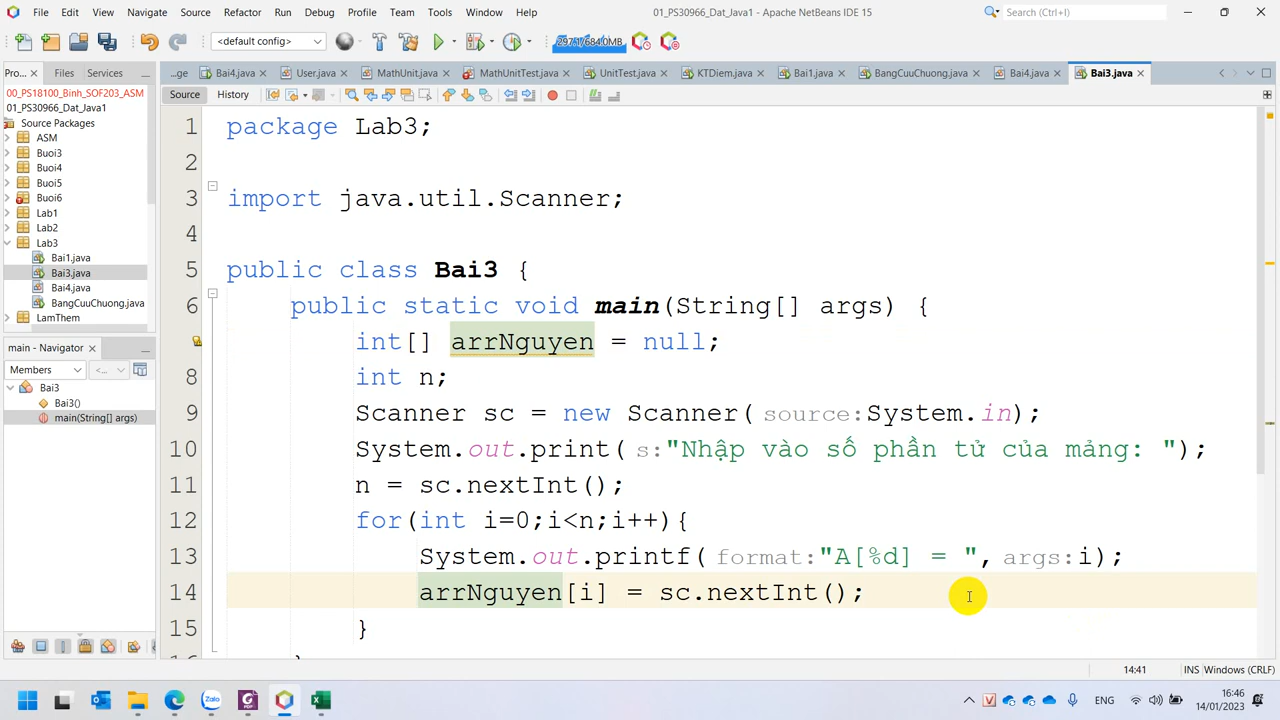 File Edit View Navigate Source Refactor Run Debug Profile Team Tools Window Help
01_PS30966_Dat_Java1 - Apache NetBeans IDE 15
Search (Ctrl+I)
<default config>
297.1/684.0MB
Pro... Files Services
...ge Bai4.java User.java MathUnit.java MathUnitTest.java UnitTest.java KTDiem.java Bai1.java BangCuuChuong.java Bai4.java Bai3.java
Source History
00_PS18100_Binh_SOF203_ASM
01_PS30966_Dat_Java1
Source Packages
ASM
Buoi3
Buoi4
Buoi5
Buoi6
Lab1
Lab2
Lab3
Bai1.java
Bai3.java
Bai4.java
BangCuuChuong.java
LamThem
main - Navigator
Members <...
Bai3
Bai3()
main(String[] args)
1 package Lab3;
2
3 import java.util.Scanner;
4
5 public class Bai3 {
6 public static void main(String[] args) {
int[] arrNguyen = null;
8 int n;
9 Scanner sc = new Scanner(source:System.in);
10 System.out.print(s:"Nhập vào số phần tử của mảng: ");
11 n = sc.nextInt();
12 for(int i=0;i<n;i++){
13 System.out.printf(format:"A[%d] = ", args:i);
14 arrNguyen[i] = sc.nextInt();
15 }
14:41 INS Windows (CRLF)
Zalo
ENG
16:46
14/01/2023